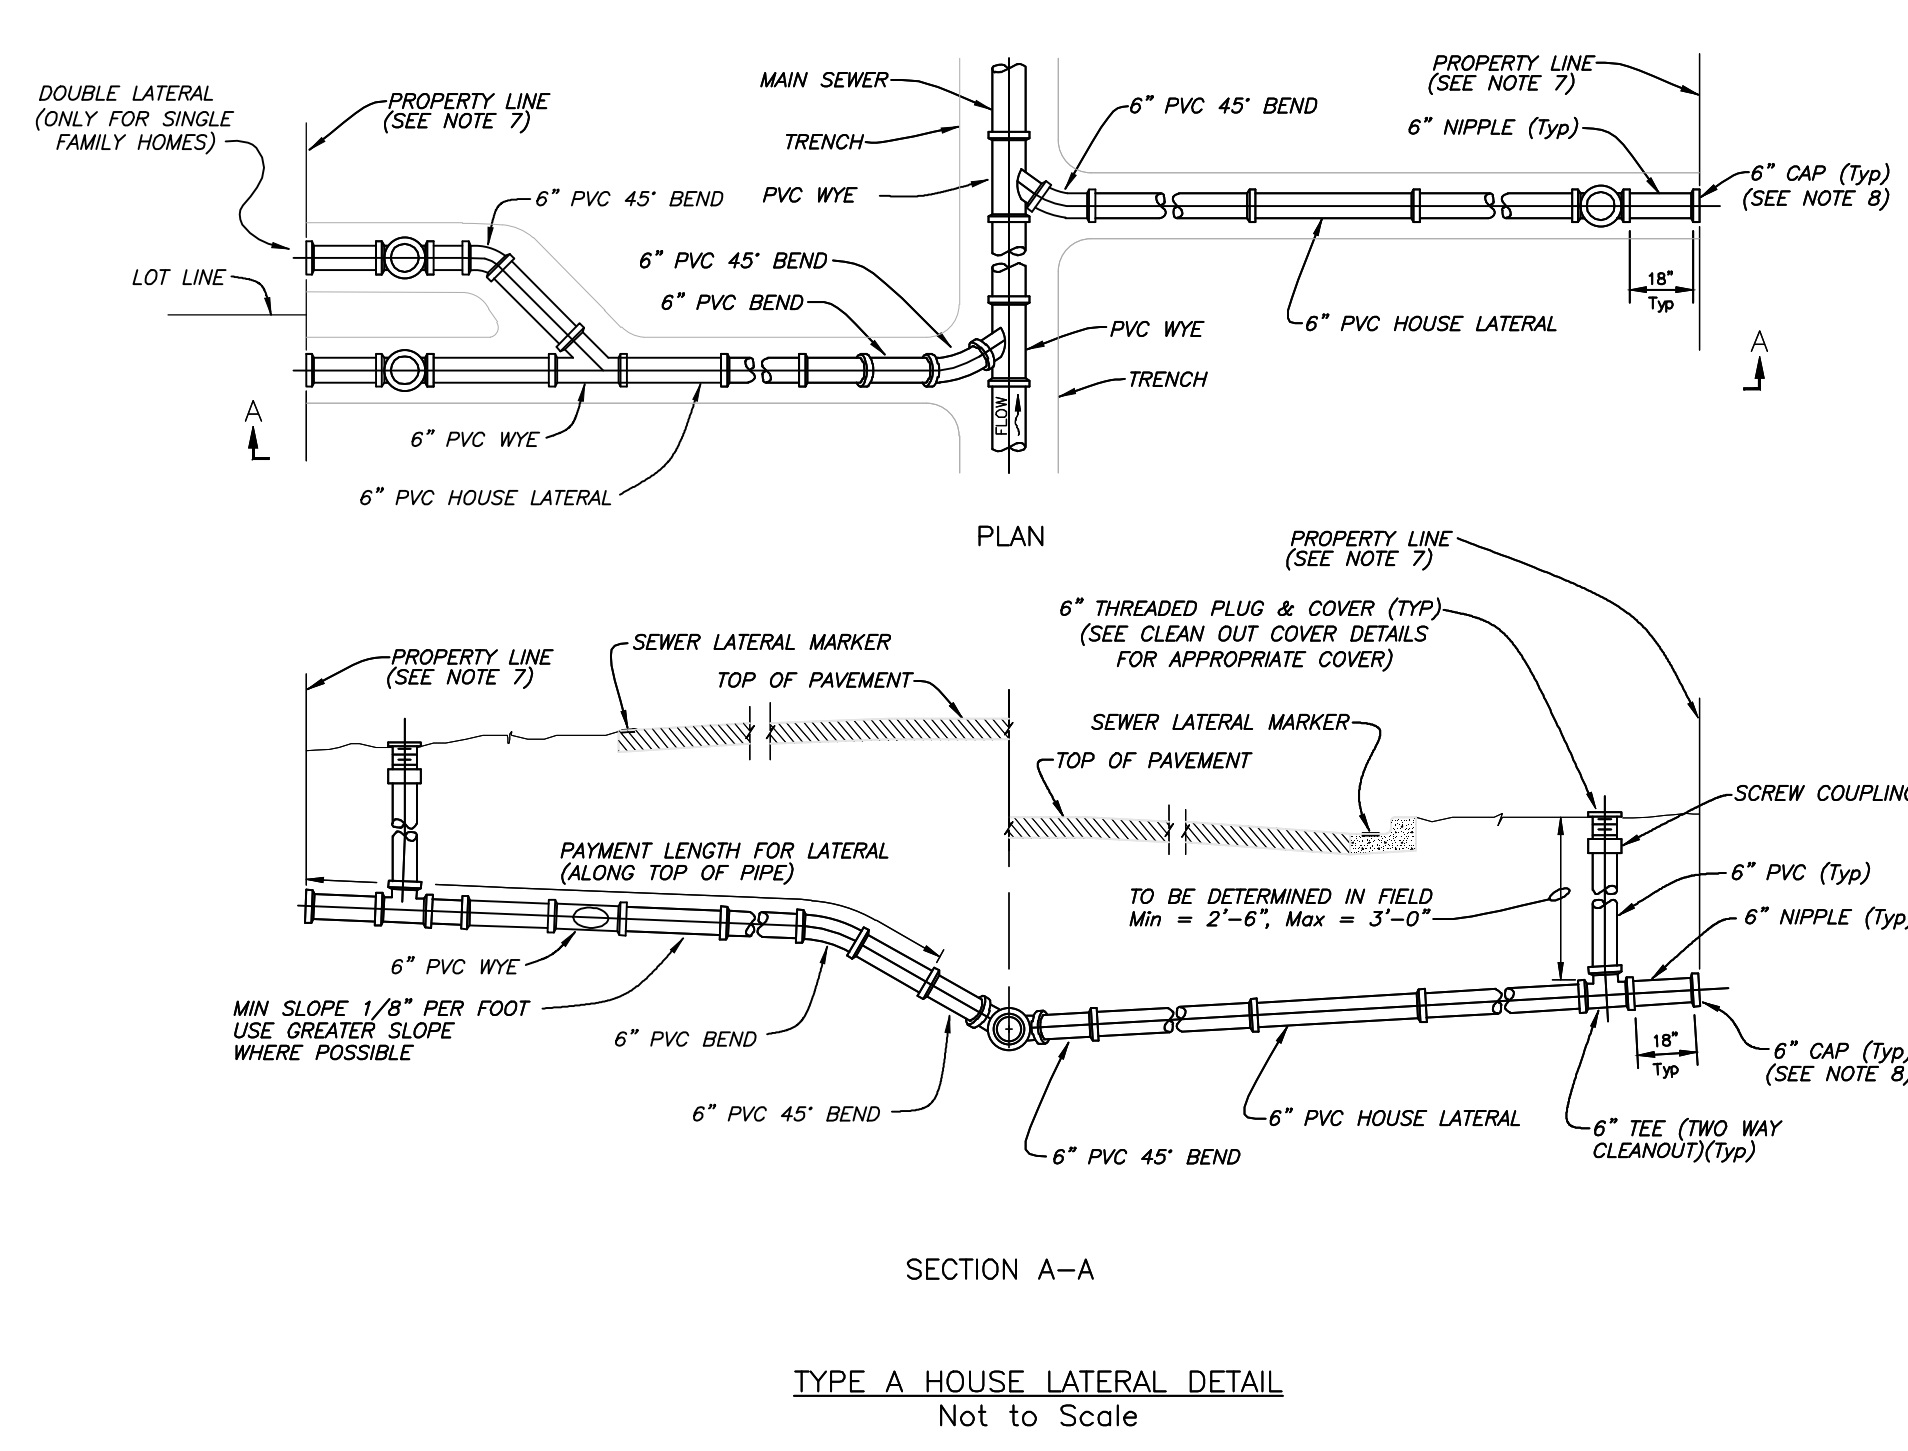 DOUBLE LATERAL
(ONLY FOR SINGLE
FAMILY HOMES)
PROPERTY LINE
(SEE NOTE 7)
6" PVC 45° BEND
LOT LINE
MAIN SEWER
TRENCH
PVC WYE
6" PVC 45° BEND
6" PVC BEND
6" PVC 45° BEND
PROPERTY LINE
(SEE NOTE 7)
6" NIPPLE (Typ)
6" CAP (Typ)
(SEE NOTE 8)
18"
Typ
6" PVC HOUSE LATERAL
PVC WYE
TRENCH
FLOW
A
A
6" PVC WYE
6" PVC HOUSE LATERAL
PLAN
PROPERTY LINE
(SEE NOTE 7)
6" THREADED PLUG & COVER (TYP)
(SEE CLEAN OUT COVER DETAILS
FOR APPROPRIATE COVER)
PROPERTY LINE
(SEE NOTE 7)
SEWER LATERAL MARKER
TOP OF PAVEMENT
SEWER LATERAL MARKER
TOP OF PAVEMENT
SCREW COUPLING
PAYMENT LENGTH FOR LATERAL
(ALONG TOP OF PIPE)
TO BE DETERMINED IN FIELD
Min = 2'-6", Max = 3'-0"
6" PVC (Typ)
6" NIPPLE (Typ)
6" PVC WYE
MIN SLOPE 1/8" PER FOOT
USE GREATER SLOPE
WHERE POSSIBLE
6" PVC BEND
6" PVC 45° BEND
6" PVC 45° BEND
6" PVC HOUSE LATERAL
18"
Typ
6" CAP (Typ)
(SEE NOTE 8)
6" TEE (TWO WAY
CLEANOUT)(Typ)
SECTION A-A
TYPE A HOUSE LATERAL DETAIL
Not to Scale